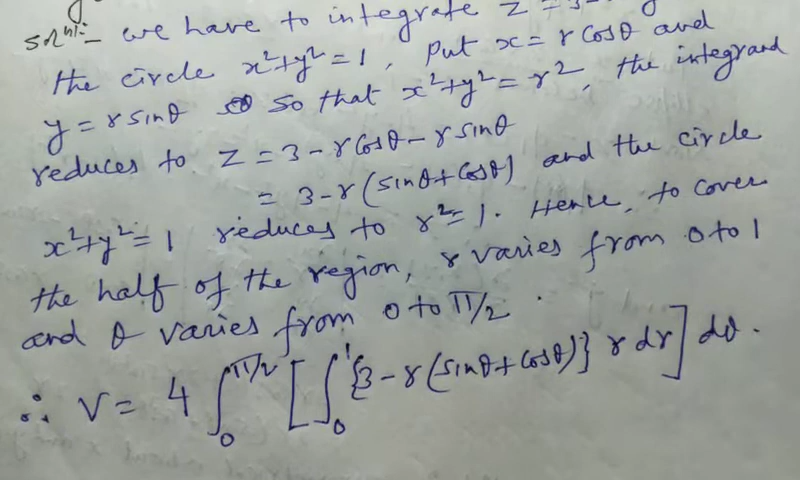 Solⁿ:- we have to integrate z = 3-
the circle x²+y²=1, Put x = r cosθ and
y = r sinθ so that x²+y² = r², the integrand
reduces to z = 3 - r cosθ - r sinθ
= 3 - r (sinθ + cosθ) and the circle
x²+y²=1 reduces to r²=1. Hence, to cover
the half of the region, r varies from 0 to 1
and θ varies from 0 to π/2.
∴ V = 4 ∫₀^{π/2} [∫₀¹ {3 - r (sinθ + cosθ)} r dr] dθ.